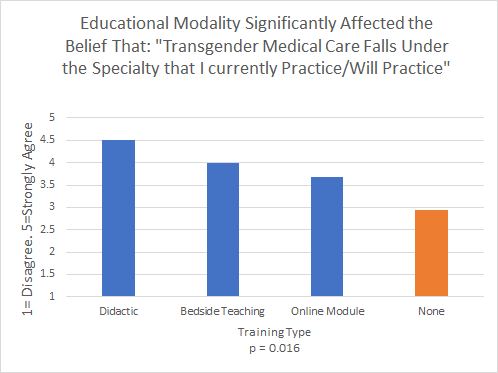 Educational Modality Significantly Affected the
Belief That: "Transgender Medical Care Falls Under
the Specialty that I currently Practice/Will Practice"
1= Disagree. 5=Strongly Agree
5
4.5
4
3.5
3
2.5
2
1.5
1
Didactic
Bedside Teaching
Online Module
None
Training Type
p = 0.016